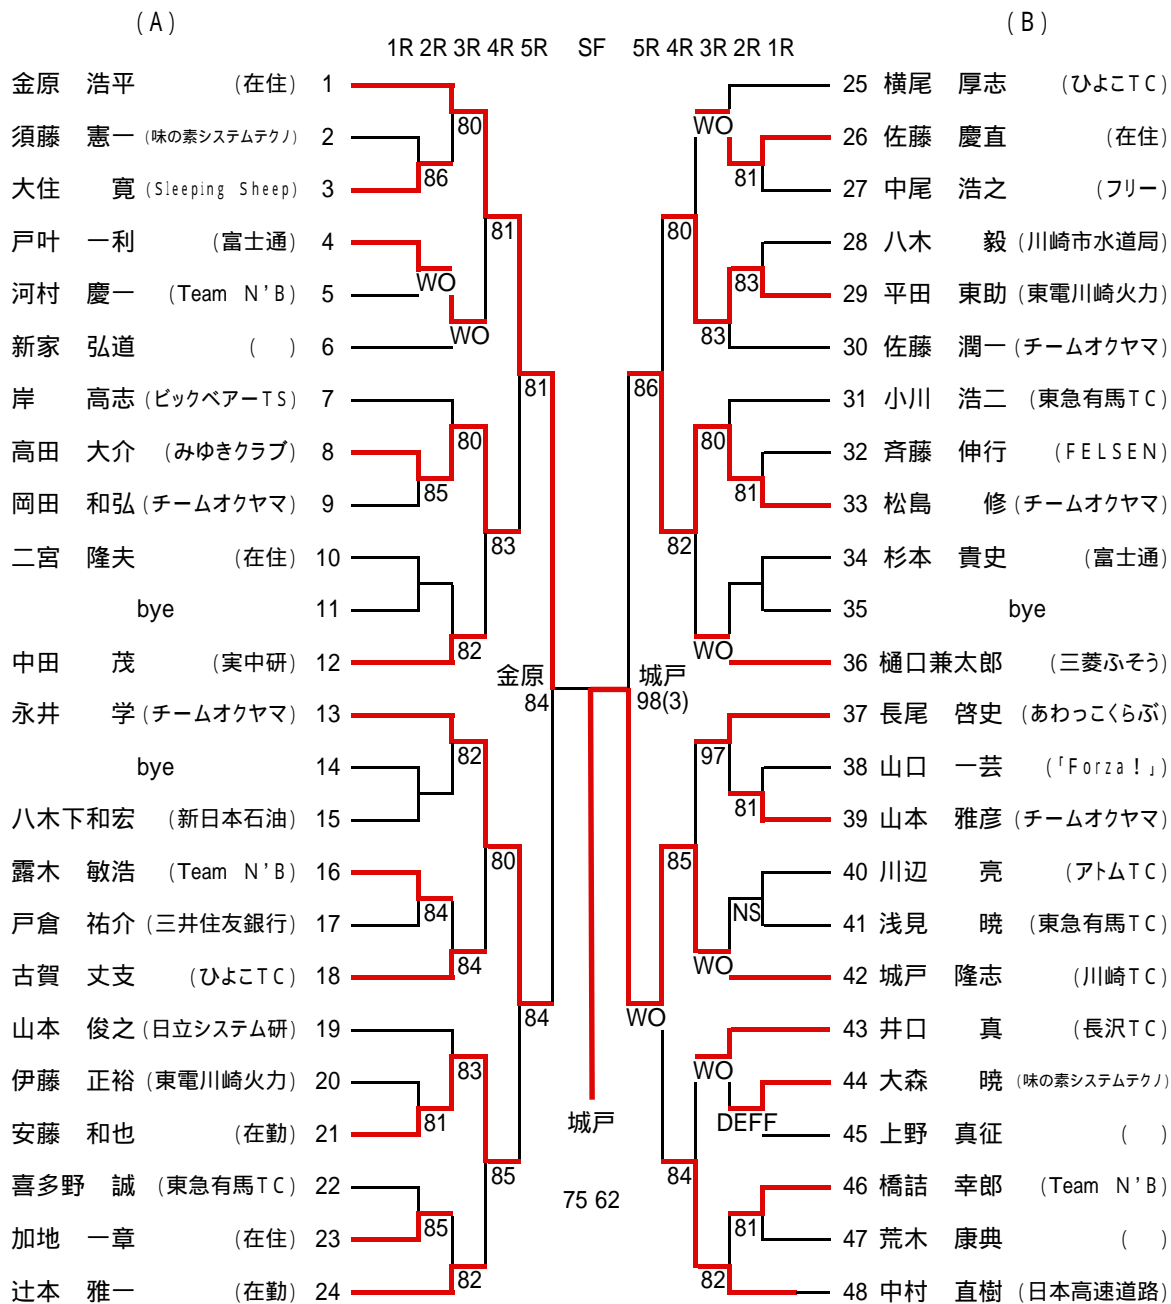 (A) (B)
1R 2R 3R 4R 5R SF 5R 4R 3R 2R 1R
金原 浩平 (在住) 1 25 横尾 厚志 (ひよこTC)
80 WO
須藤 憲一 (味の素システムテクノ) 2 26 佐藤 慶直 (在住)
86 81
大住 寛 (Sleeping Sheep) 3 27 中尾 浩之 (フリー)
81 80
戸叶 一利 (富士通) 4 28 八木 毅 (川崎市水道局)
WO 83
河村 慶一 (Team N'B) 5 29 平田 東助 (東電川崎火力)
WO 83
新家 弘道 ( ) 6 30 佐藤 潤一 (チームオクヤマ)
81 86
岸 高志 (ビックベアーTS) 7 31 小川 浩二 (東急有馬TC)
80 80
高田 大介 (みゆきクラブ) 8 32 斉藤 伸行 (FELSEN)
85 81
岡田 和弘 (チームオクヤマ) 9 33 松島 修 (チームオクヤマ)
83 82
二宮 隆夫 (在住) 10 34 杉本 貴史 (富士通)
bye 11 35 bye
82 WO
中田 茂 (実中研) 12 36 樋口兼太郎 (三菱ふそう)
金原 城戸
84 98(3)
永井 学 (チームオクヤマ) 13 37 長尾 啓史 (あわっこくらぶ)
82 97
bye 14 38 山口 一芸 (「Forza!」)
81
八木下和宏 (新日本石油) 15 39 山本 雅彦 (チームオクヤマ)
80 85
露木 敏浩 (Team N'B) 16 40 川辺 亮 (アトムTC)
84 NS
戸倉 祐介 (三井住友銀行) 17 41 浅見 暁 (東急有馬TC)
84 WO
古賀 丈支 (ひよこTC) 18 42 城戸 隆志 (川崎TC)
84 WO
山本 俊之 (日立システム研) 19 43 井口 真 (長沢TC)
83 WO
伊藤 正裕 (東電川崎火力) 20 44 大森 暁 (味の素システムテクノ)
81 城戸 DEFF
安藤 和也 (在勤) 21 45 上野 真征 ( )
85 84
喜多野 誠 (東急有馬TC) 22 75 62 46 橋詰 幸郎 (Team N'B)
85 81
加地 一章 (在住) 23 47 荒木 康典 ( )
82 82
辻本 雅一 (在勤) 24 48 中村 直樹 (日本高速道路)